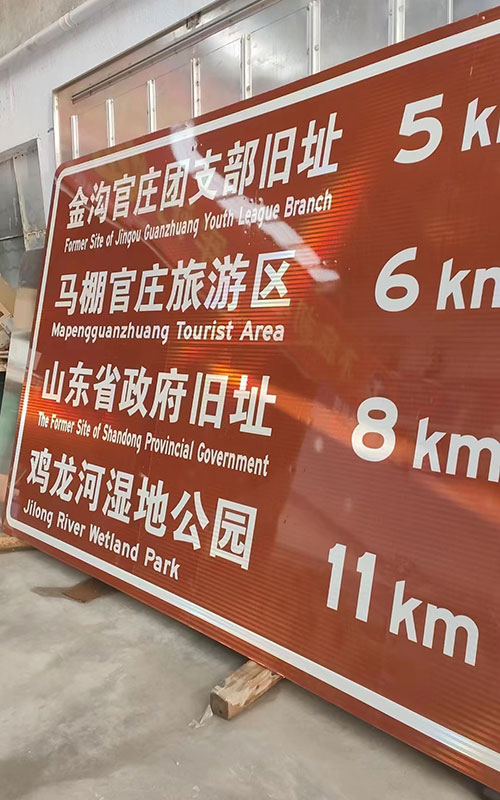 金沟官庄团支部旧址 5 km
Former Site of Jingou Guanzhuang Youth League Branch
马棚官庄旅游区 6 km
Mapengguanzhuang Tourist Area
山东省政府旧址 8 km
The Former Site of Shandong Provincial Government
鸡龙河湿地公园 11 km
Jilong River Wetland Park